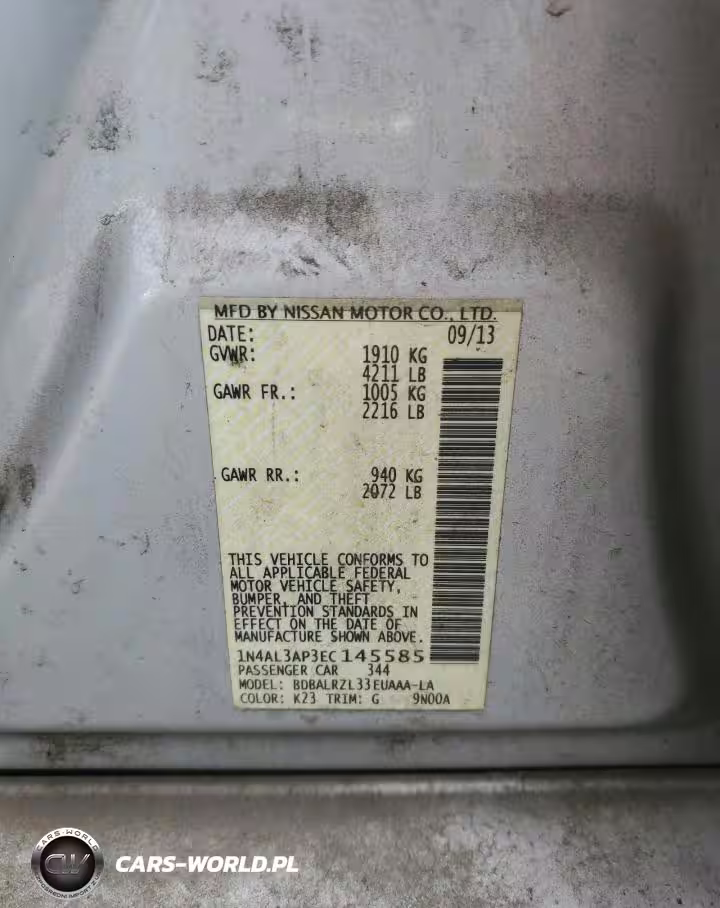 MFD BY NISSAN MOTOR CO., LTD.
DATE: 09/13
GVWR: 1910 KG
4211 LB
GAWR FR.: 1005 KG
2216 LB
GAWR RR.: 940 KG
2072 LB
THIS VEHICLE CONFORMS TO
ALL APPLICABLE FEDERAL
MOTOR VEHICLE SAFETY,
BUMPER, AND THEFT
PREVENTION STANDARDS IN
EFFECT ON THE DATE OF
MANUFACTURE SHOWN ABOVE.
1N4AL3AP3EC145585
PASSENGER CAR 344
MODEL: BDBALRZL33EUAAA-LA
COLOR: K23 TRIM: G 9N00A
CARS-WORLD
CW
CARS-WORLD.PL